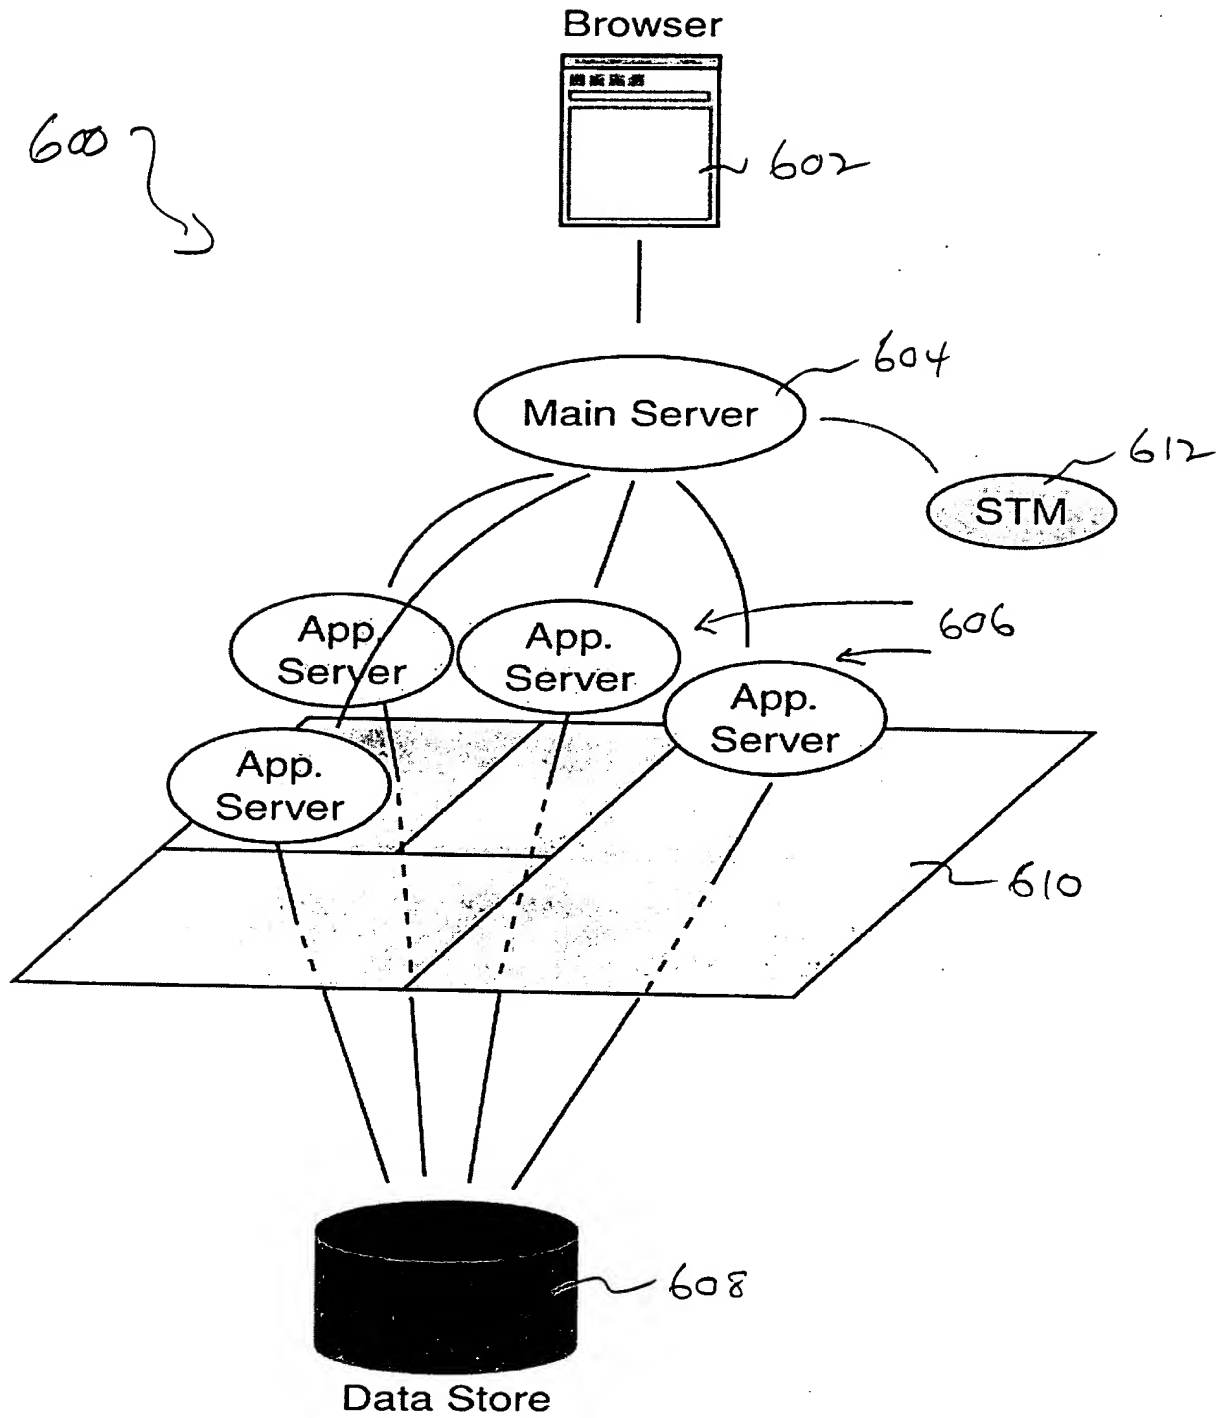 Browser
600
602
604
Main Server
612
STM
App.
Server
App.
Server
606
App.
Server
App.
Server
610
608
Data Store